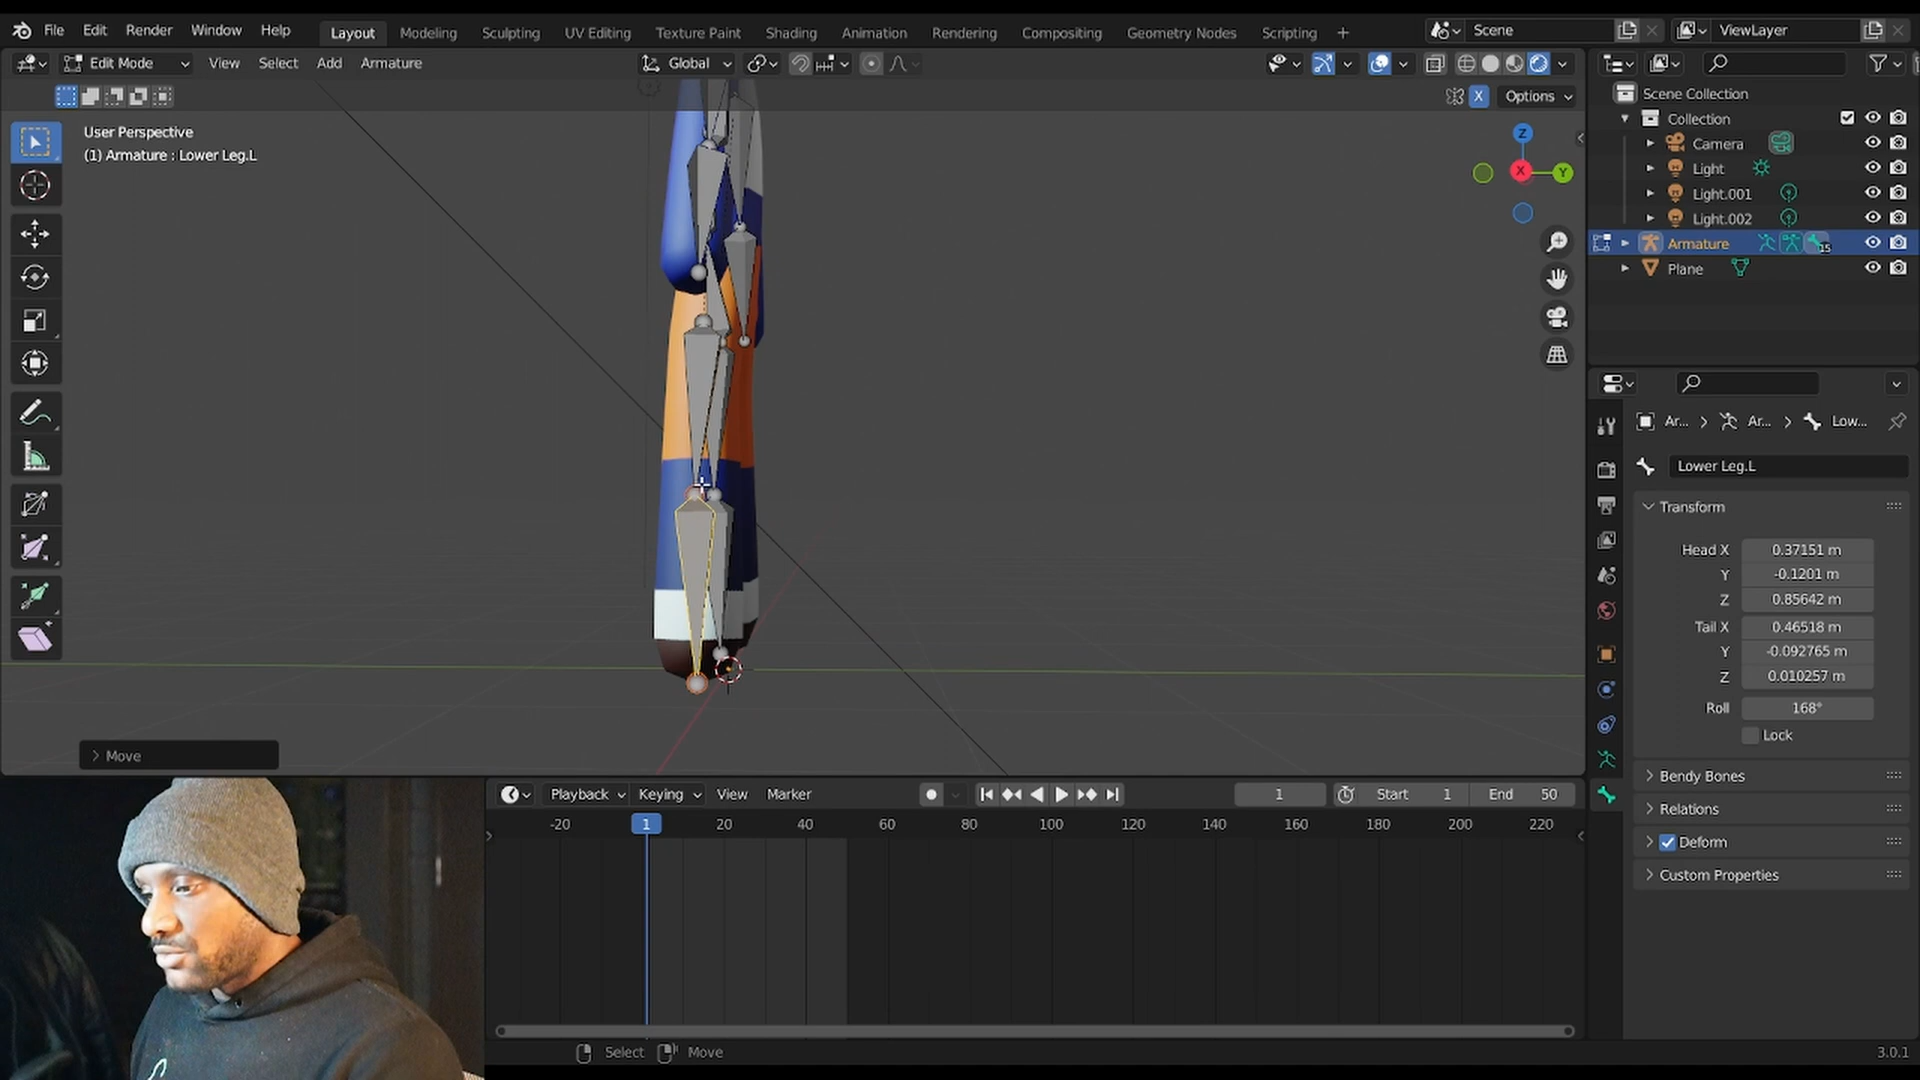 File Edit Render Window Help Layout Modeling Sculpting UV Editing Texture Paint Shading Animation Rendering Compositing Geometry Nodes Scripting + Scene ViewLayer
Edit Mode View Select Add Armature Global
X Options
User Perspective
(1) Armature : Lower Leg.L
Z
X Y
Move
Scene Collection
Collection
Camera
Light
Light.001
Light.002
Armature 15
Plane
Ar... > Ar... > Low...
Lower Leg.L
Transform
Head X 0.37151 m
Y -0.1201 m
Z 0.85642 m
Tail X 0.46518 m
Y -0.092765 m
Z 0.010257 m
Roll 168°
Lock
Bendy Bones
Relations
Deform
Custom Properties
Playback Keying View Marker 1 Start 1 End 50
-20 1 20 40 60 80 100 120 140 160 180 200 220
Select Move 3.0.1